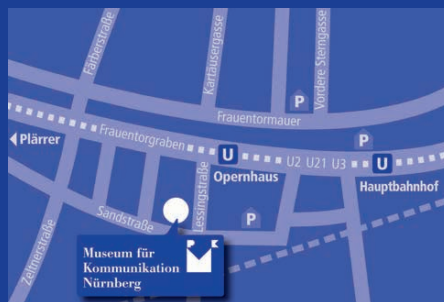 Färberstraße
Kartäusergasse
Vordere Sterngasse
P
Frauentormauer
P
Plärrer
Frauentorgraben
U
Opernhaus
U2 U21 U3
U
Hauptbahnhof
Lessingstraße
P
Sandstraße
Zeltnerstraße
Museum für
Kommunikation
Nürnberg